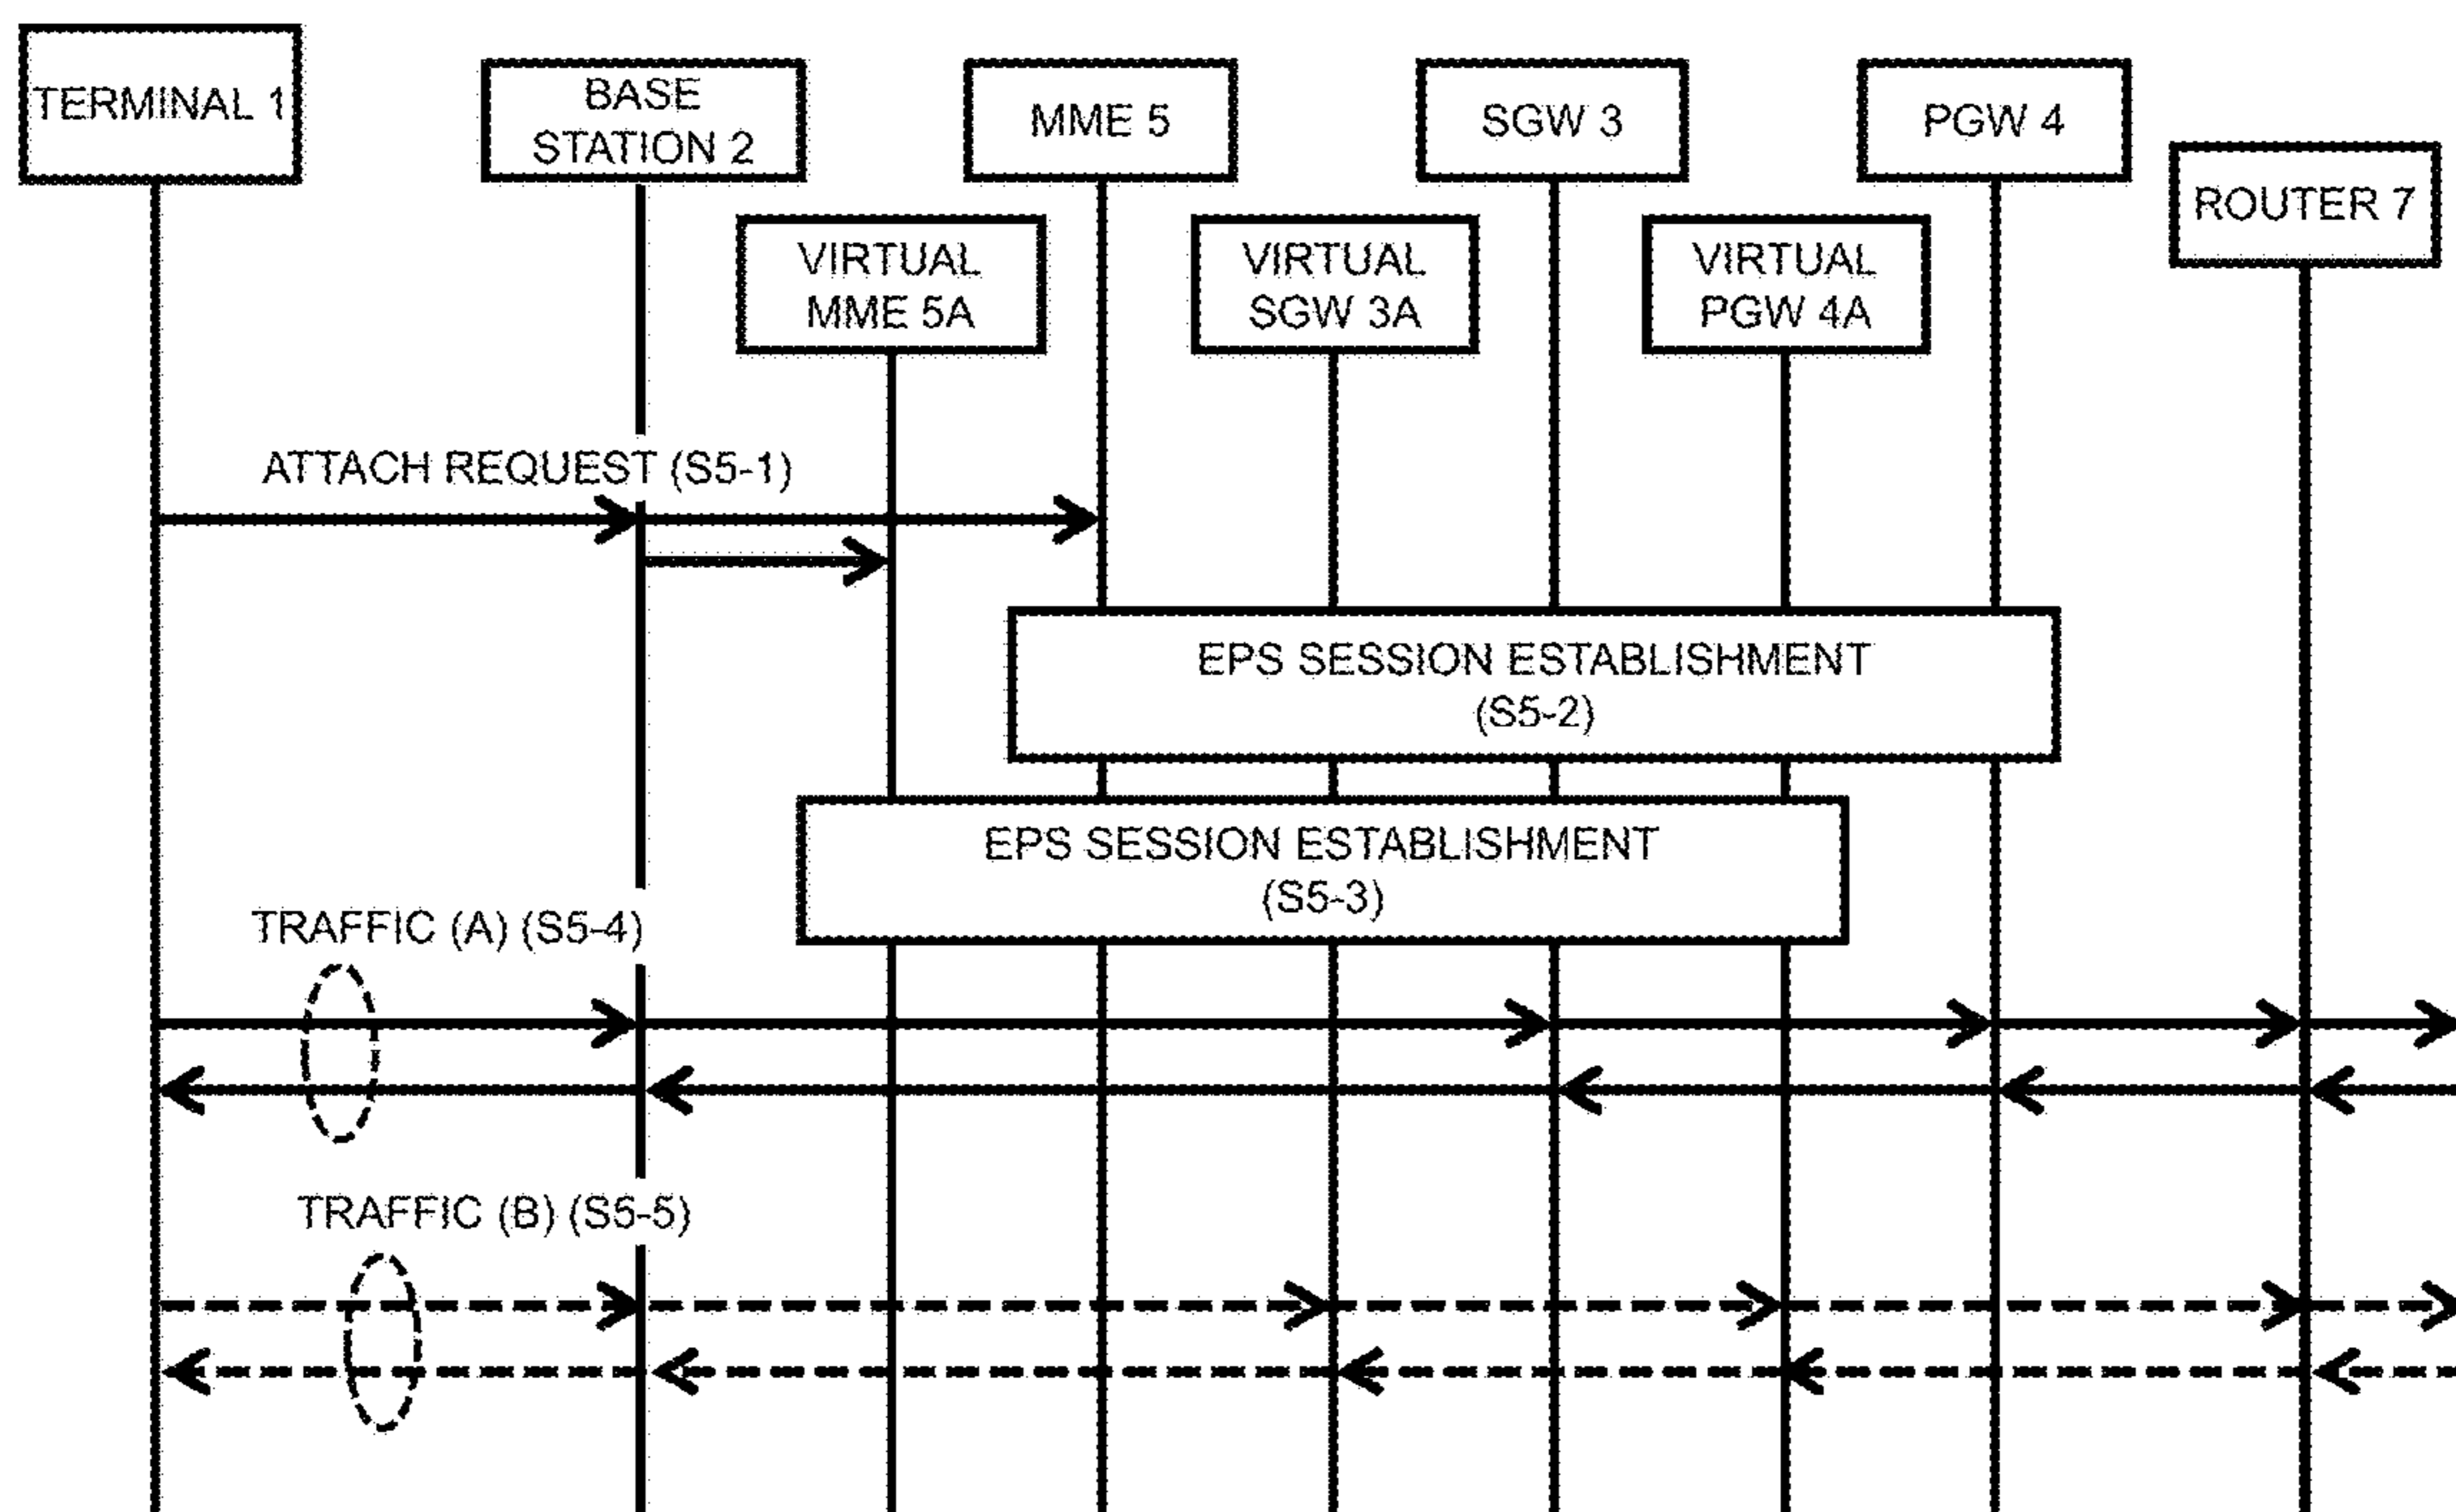 TERMINAL 1
BASE
STATION 2
MME 5
SGW 3
PGW 4
ROUTER 7
VIRTUAL
MME 5A
VIRTUAL
SGW 3A
VIRTUAL
PGW 4A
ATTACH REQUEST (S5-1)
EPS SESSION ESTABLISHMENT
(S5-2)
EPS SESSION ESTABLISHMENT
(S5-3)
TRAFFIC (A) (S5-4)
TRAFFIC (B) (S5-5)